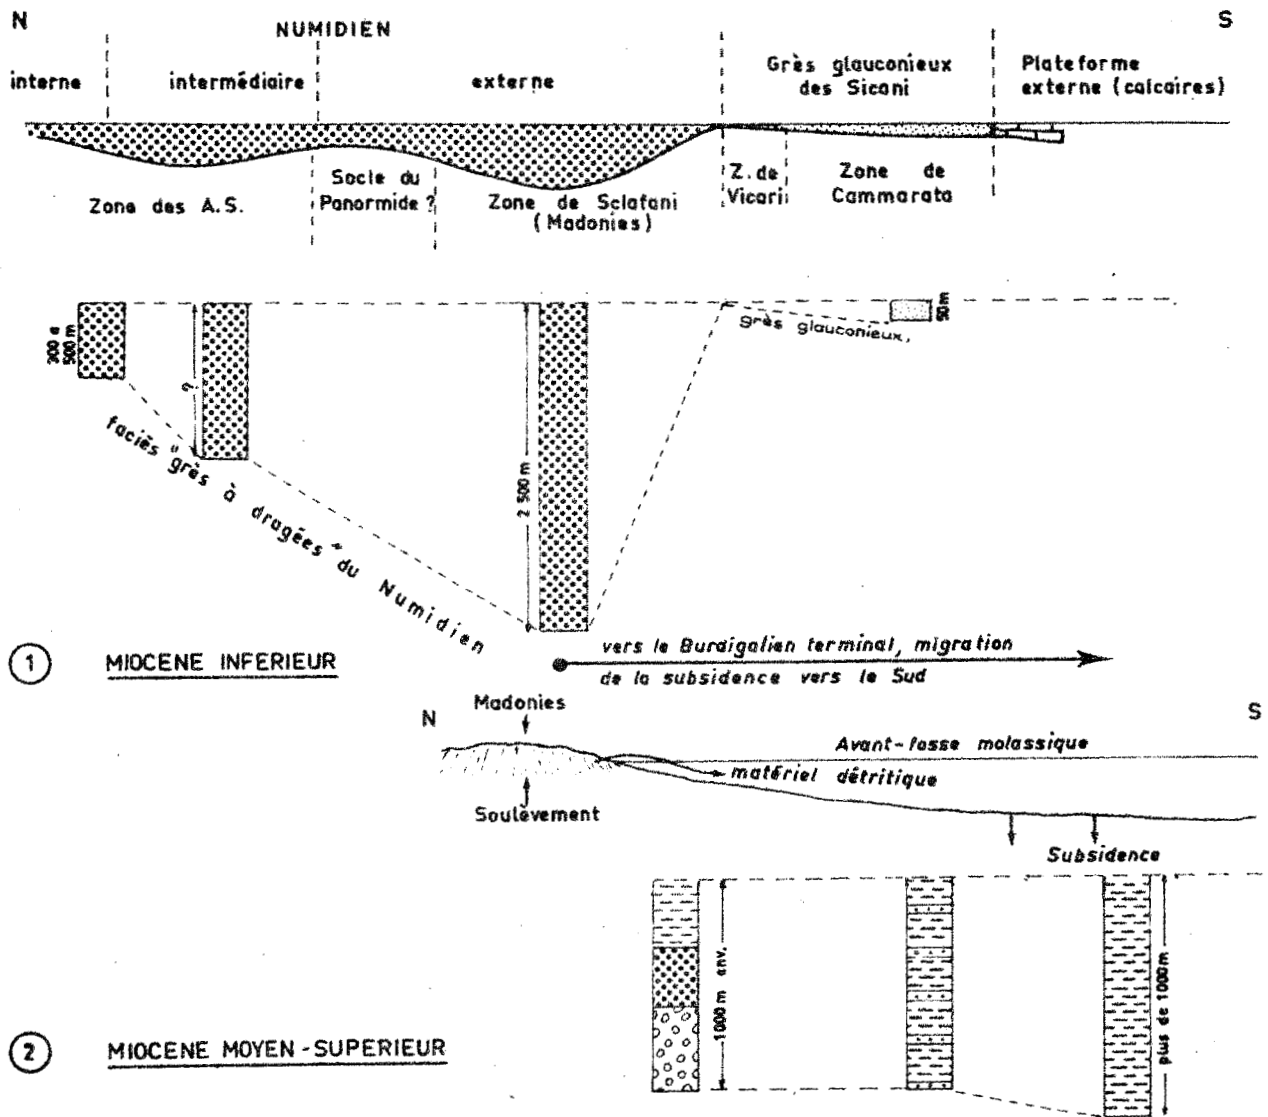 N
S
NUMIDIEN
interne
intermédiaire
externe
Grès glauconieux
des Sicani
Plateforme
externe (calcaires)
Zone des A.S.
Socle du
Panormide ?
Zone de Sclafani
(Madonies)
Z. de
Vicari
Zone de
Cammarata
300 à
500 m
?
2 500 m
grès glauconieux.
50 m
faciès "grès à dragées" du Numidien
1
MIOCENE INFERIEUR
vers le Burdigalien terminal, migration
de la subsidence vers le Sud
N
Madonies
S
Avant-fosse molassique
matériel détritique
Soulèvement
Subsidence
1000 m env.
plus de 1000 m
2
MIOCENE MOYEN - SUPERIEUR